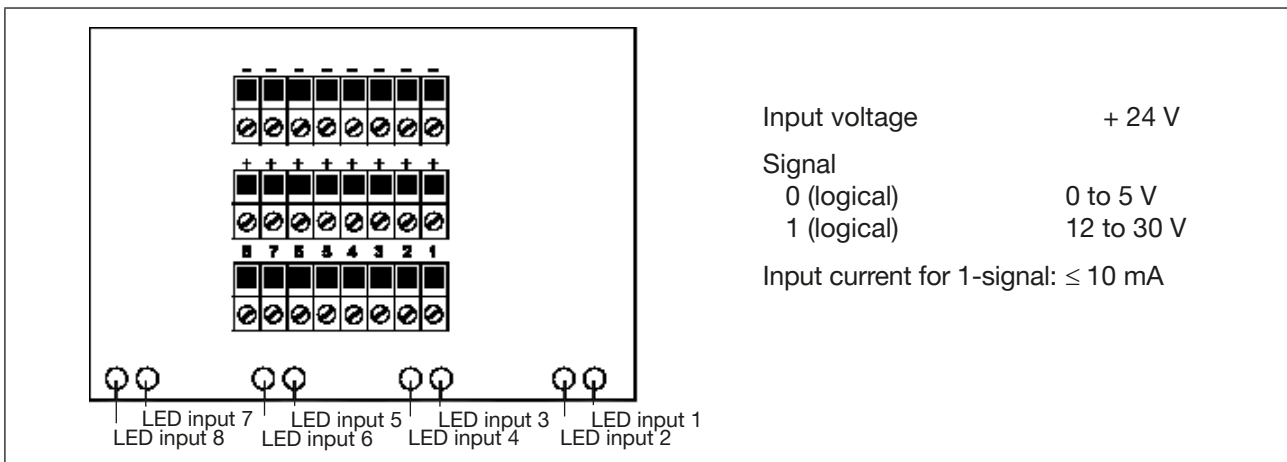 - - - - - - - -
+ + + + + + + +
8 7 6 5 4 3 2 1
LED input 7 LED input 5 LED input 3 LED input 1
LED input 8 LED input 6 LED input 4 LED input 2
Input voltage + 24 V
Signal
0 (logical) 0 to 5 V
1 (logical) 12 to 30 V
Input current for 1-signal: ≤ 10 mA